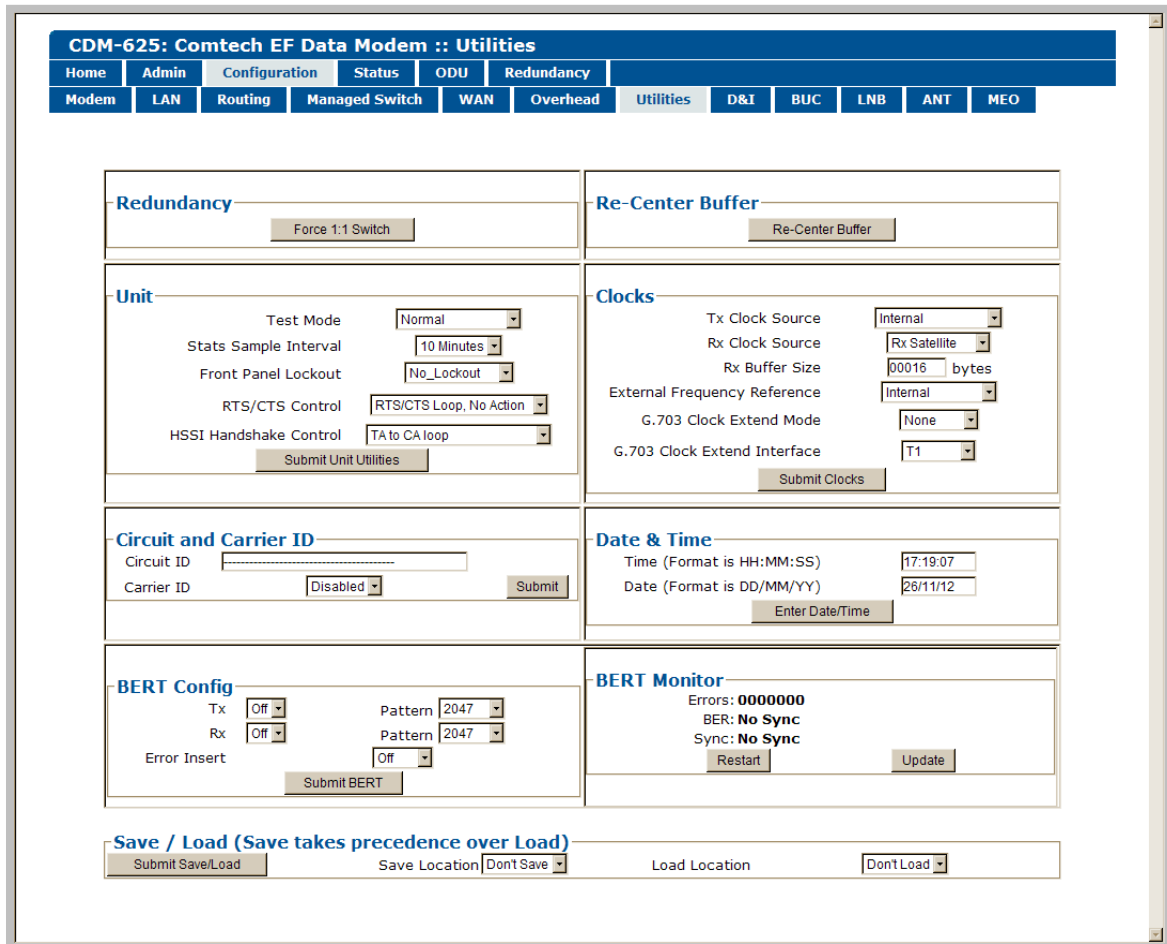 CDM-625: Comtech EF Data Modem :: Utilities
Home Admin Configuration Status ODU Redundancy
Modem LAN Routing Managed Switch WAN Overhead Utilities D&I BUC LNB ANT MEO
Redundancy
Force 1:1 Switch
Re-Center Buffer
Re-Center Buffer
Unit
Test Mode Normal
Stats Sample Interval 10 Minutes
Front Panel Lockout No_Lockout
RTS/CTS Control RTS/CTS Loop, No Action
HSSI Handshake Control TA to CA loop
Submit Unit Utilities
Clocks
Tx Clock Source Internal
Rx Clock Source Rx Satellite
Rx Buffer Size 00016 bytes
External Frequency Reference Internal
G.703 Clock Extend Mode None
G.703 Clock Extend Interface T1
Submit Clocks
Circuit and Carrier ID
Circuit ID ----------------------------------------
Carrier ID Disabled Submit
Date & Time
Time (Format is HH:MM:SS) 17:19:07
Date (Format is DD/MM/YY) 26/11/12
Enter Date/Time
BERT Config
Tx Off Pattern 2047
Rx Off Pattern 2047
Error Insert Off
Submit BERT
BERT Monitor
Errors: 0000000
BER: No Sync
Sync: No Sync
Restart Update
Save / Load (Save takes precedence over Load)
Submit Save/Load Save Location Don't Save Load Location Don't Load